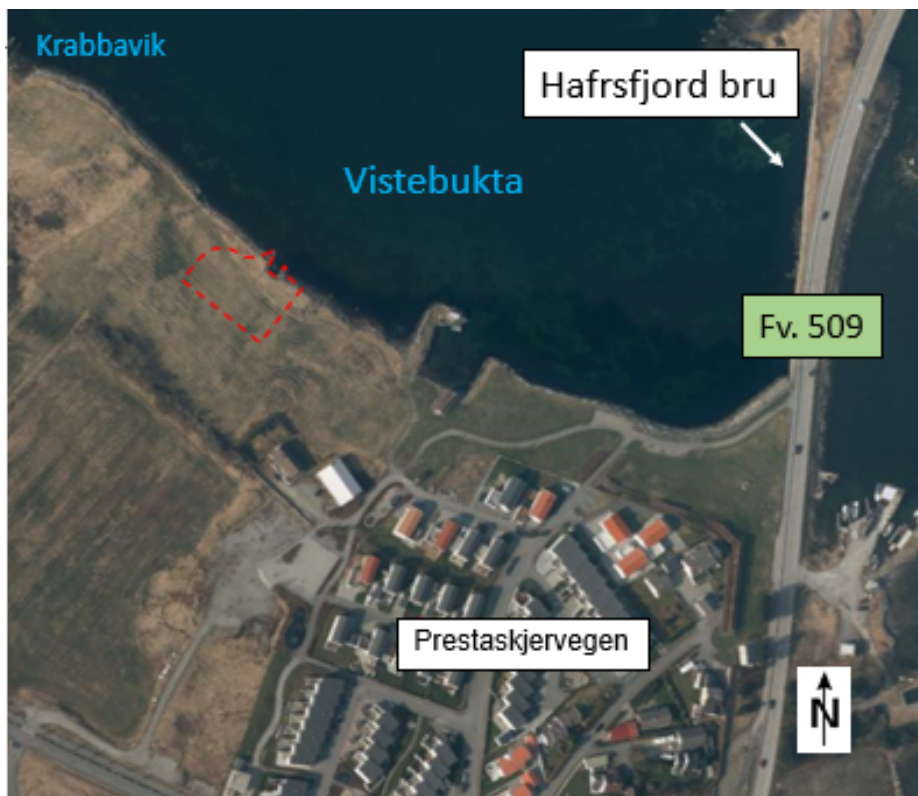 Krabbavik
Hafrsfjord bru
Vistebukta
Fv. 509
Prestaskjervegen
N